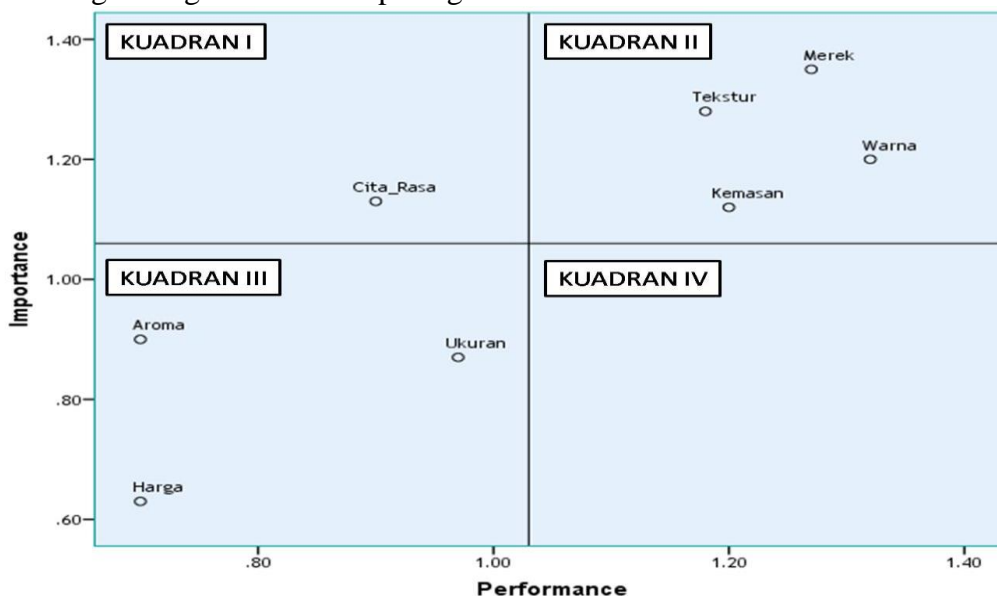 1.40
KUADRAN I
KUADRAN II
Merek
Tekstur
Warna
1.20
Cita_Rasa
Kemasan
Importance
1.00
KUADRAN III
KUADRAN IV
Aroma
Ukuran
.80
Harga
.60
.80
1.00
1.20
1.40
Performance